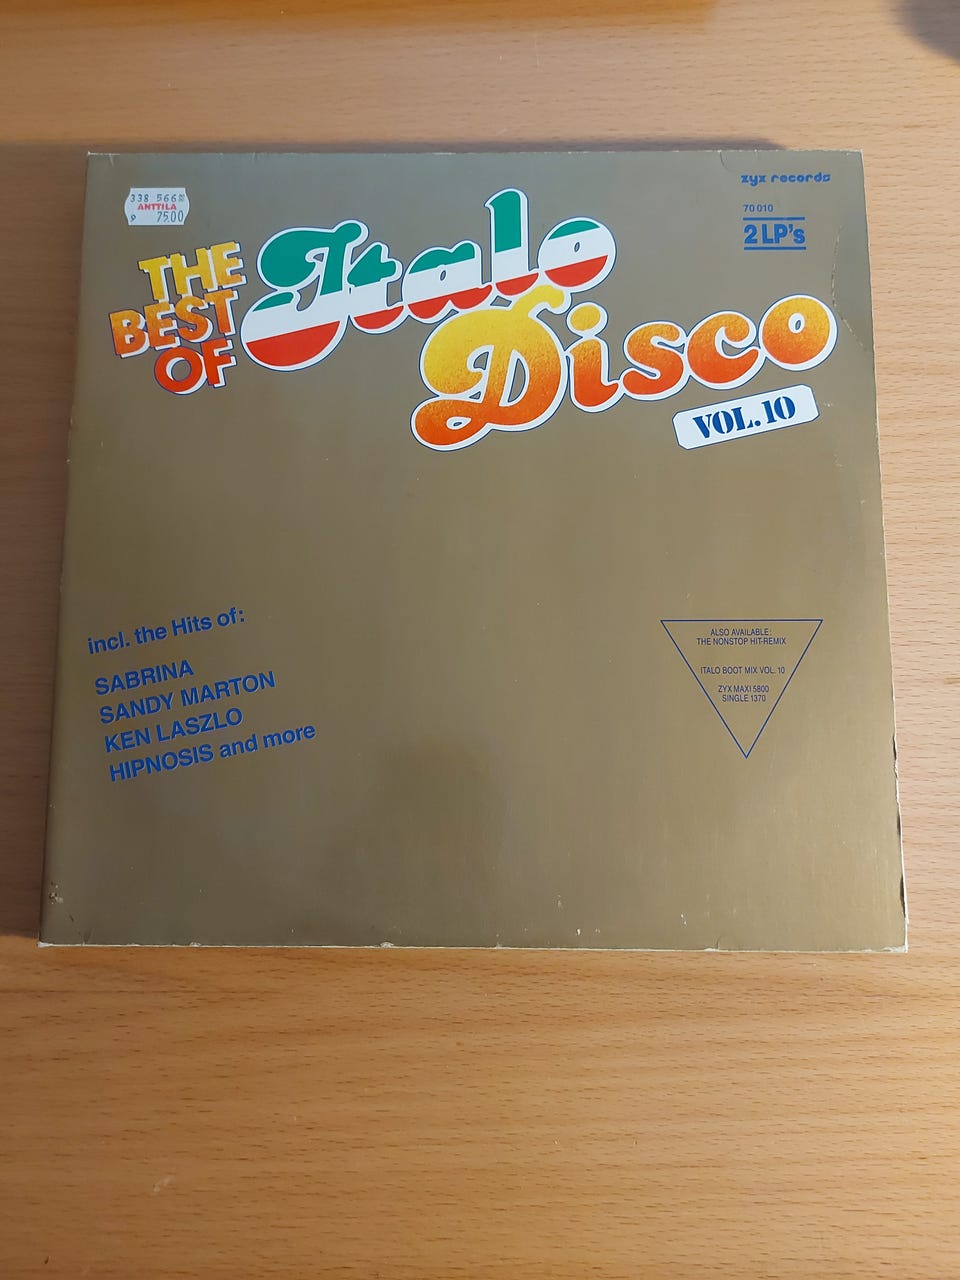 338 566
ANTTILA
9 75,00
zyx records
70 010
2 LP's
THE
BEST
OF
Italo
Disco
VOL. 10
incl. the Hits of:
SABRINA
SANDY MARTON
KEN LASZLO
HIPNOSIS and more
ALSO AVAILABLE:
THE NONSTOP HIT-REMIX
ITALO BOOT MIX VOL. 10
ZYX MAXI 5800
SINGLE 1370